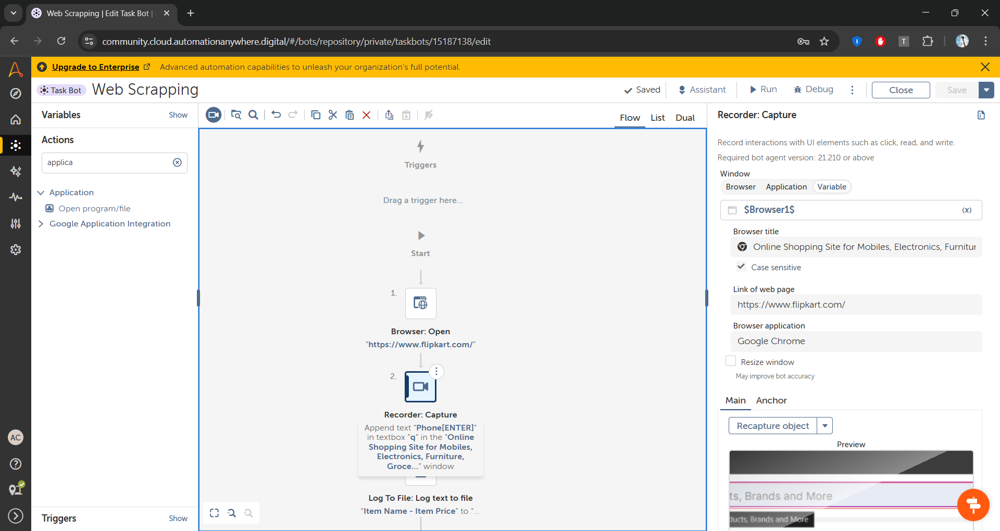 Web Scrapping | Edit Task Bot |
community.cloud.automationanywhere.digital/#/bots/repository/private/taskbots/15187138/edit
T
Upgrade to Enterprise
Advanced automation capabilities to unleash your organization's full potential.
Task Bot
Web Scrapping
Saved
Assistant
Run
Debug
Close
Save
Variables
Show
Flow
List
Dual
Recorder: Capture
Actions
applica
Application
Open program/file
Google Application Integration
Triggers
Drag a trigger here...
Start
1.
Browser: Open
"https://www.flipkart.com/"
2.
Recorder: Capture
Append text "Phone[ENTER]"
in textbox "q" in the "Online
Shopping Site for Mobiles,
Electronics, Furniture,
Groce..." window
Log To File: Log text to file
"Item Name - Item Price" to "...
Record interactions with UI elements such as click, read, and write.
Required bot agent version: 21.210 or above
Window
Browser
Application
Variable
$Browser1$
(x)
Browser title
Online Shopping Site for Mobiles, Electronics, Furnitur
Case sensitive
Link of web page
https://www.flipkart.com/
Browser application
Google Chrome
Resize window
May improve bot accuracy
Main
Anchor
Recapture object
Preview
ts, Brands and More
ducts, Brands and More
AC
Triggers
Show